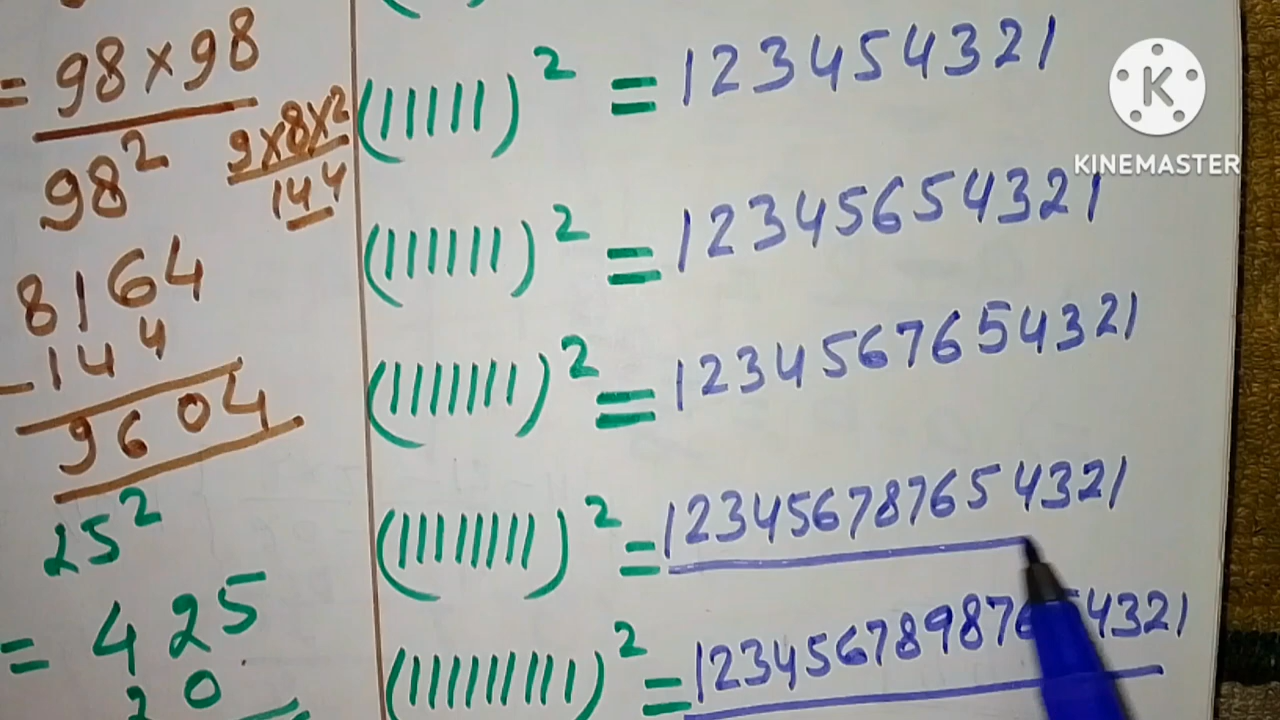 = 98×98
98²
9×8×2
144
8164
-144
9604
25²
= 425
20
(11111)² = 123454321
(111111)² = 12345654321
(1111111)² = 1234567654321
(11111111)² = 123456787654321
(111111111)² = 12345678987654321
K
KINEMASTER